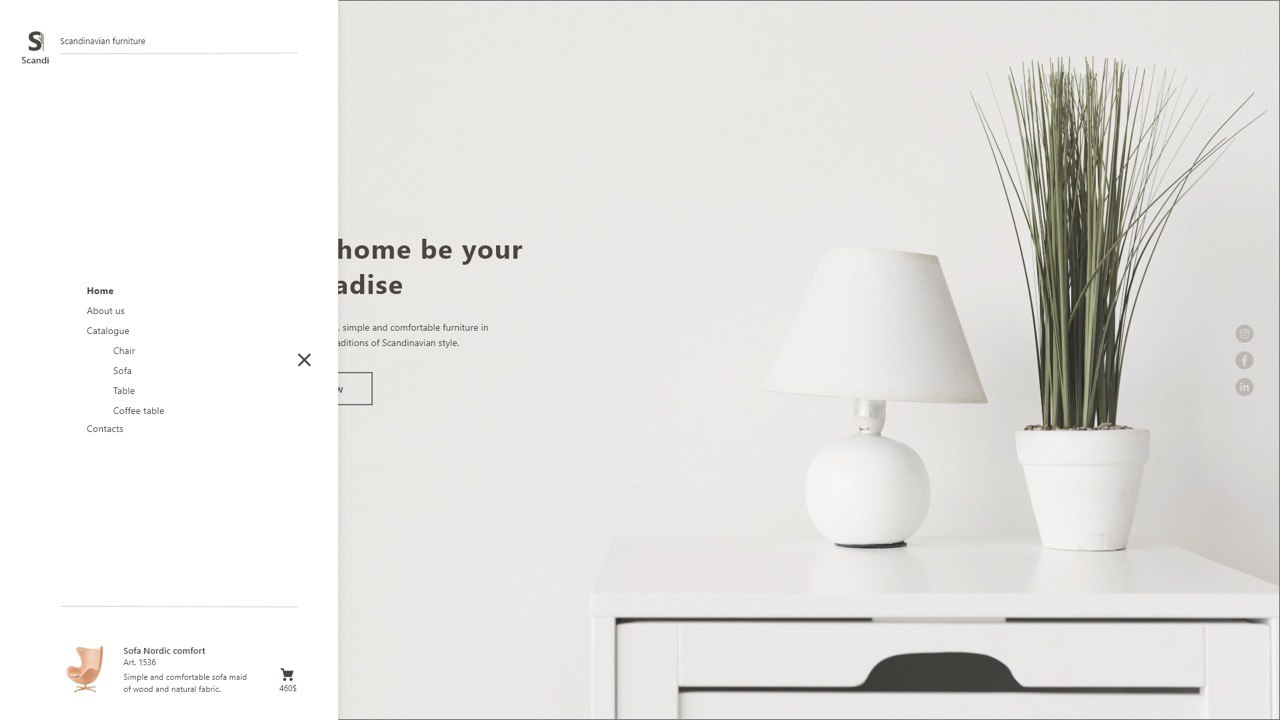 S
Scandi
Scandinavian furniture
home be your
adise
, simple and comfortable furniture in
aditions of Scandinavian style.
w
Home
About us
Catalogue
Chair
Sofa
Table
Coffee table
Contacts
Sofa Nordic comfort
Art. 1536
Simple and comfortable sofa maid
of wood and natural fabric.
460$
f
in